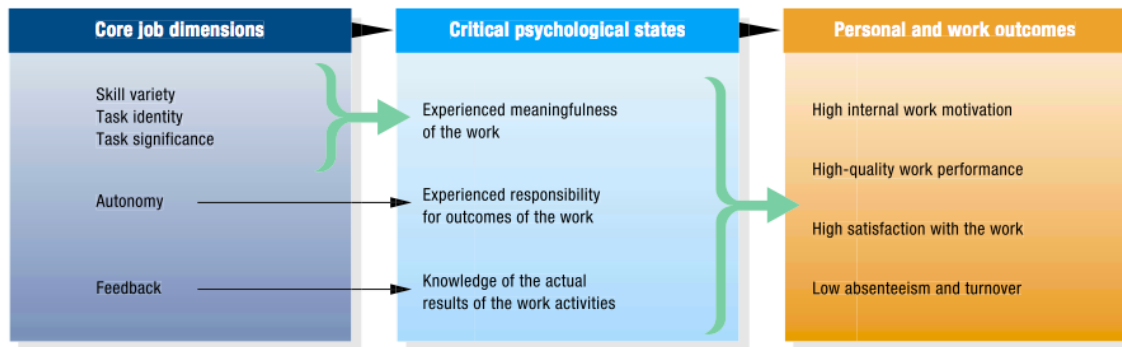 Core job dimensions
Skill variety
Task identity
Task significance
Autonomy
Feedback
Critical psychological states
Experienced meaningfulness
of the work
Experienced responsibility
for outcomes of the work
Knowledge of the actual
results of the work activities
Personal and work outcomes
High internal work motivation
High-quality work performance
High satisfaction with the work
Low absenteeism and turnover